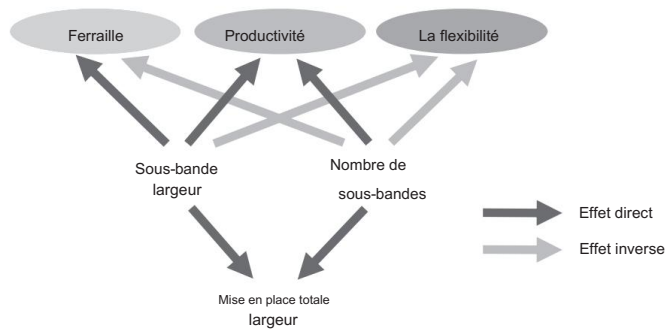 Ferraille
Productivité
La flexibilité
Sous-bande
largeur
Nombre de
sous-bandes
Effet direct
Effet inverse
Mise en place totale
largeur